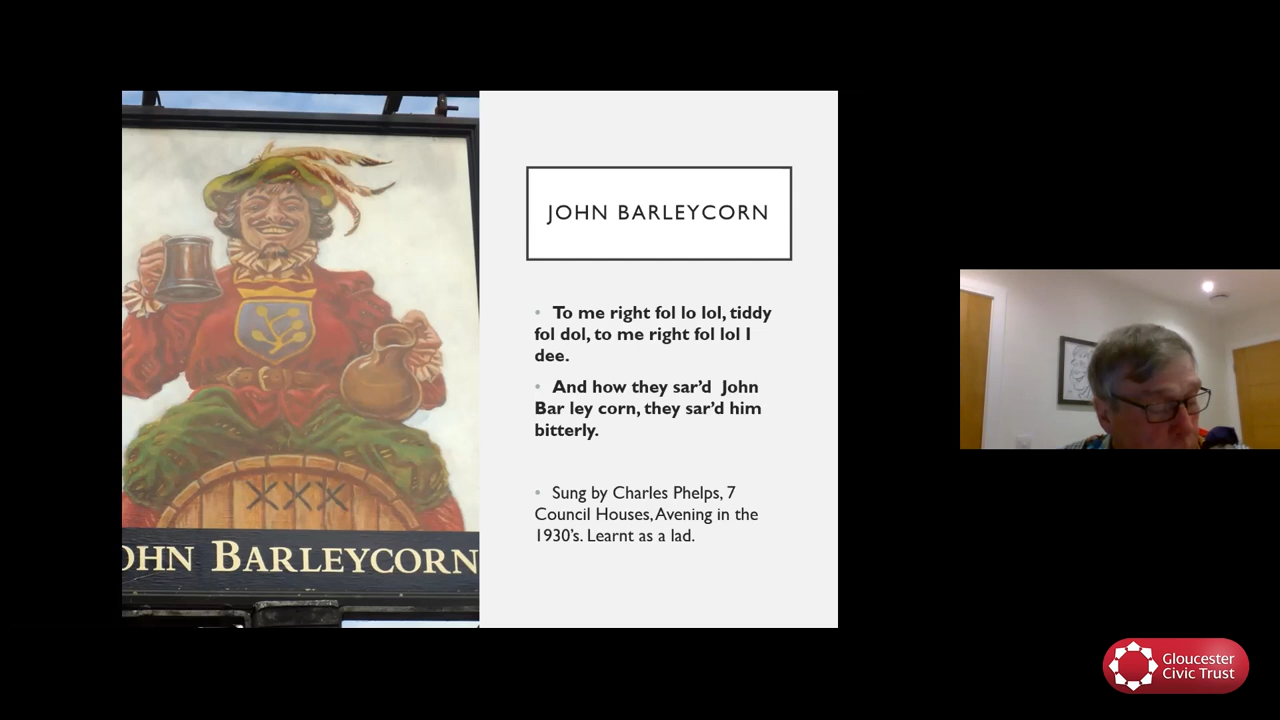 XXX
OHN BARLEYCORN
JOHN BARLEYCORN
• To me right fol lo lol, tiddy
fol dol, to me right fol lol I
dee.
• And how they sar’d John
Bar ley corn, they sar’d him
bitterly.
• Sung by Charles Phelps, 7
Council Houses, Avening in the
1930’s. Learnt as a lad.
Gloucester
Civic Trust